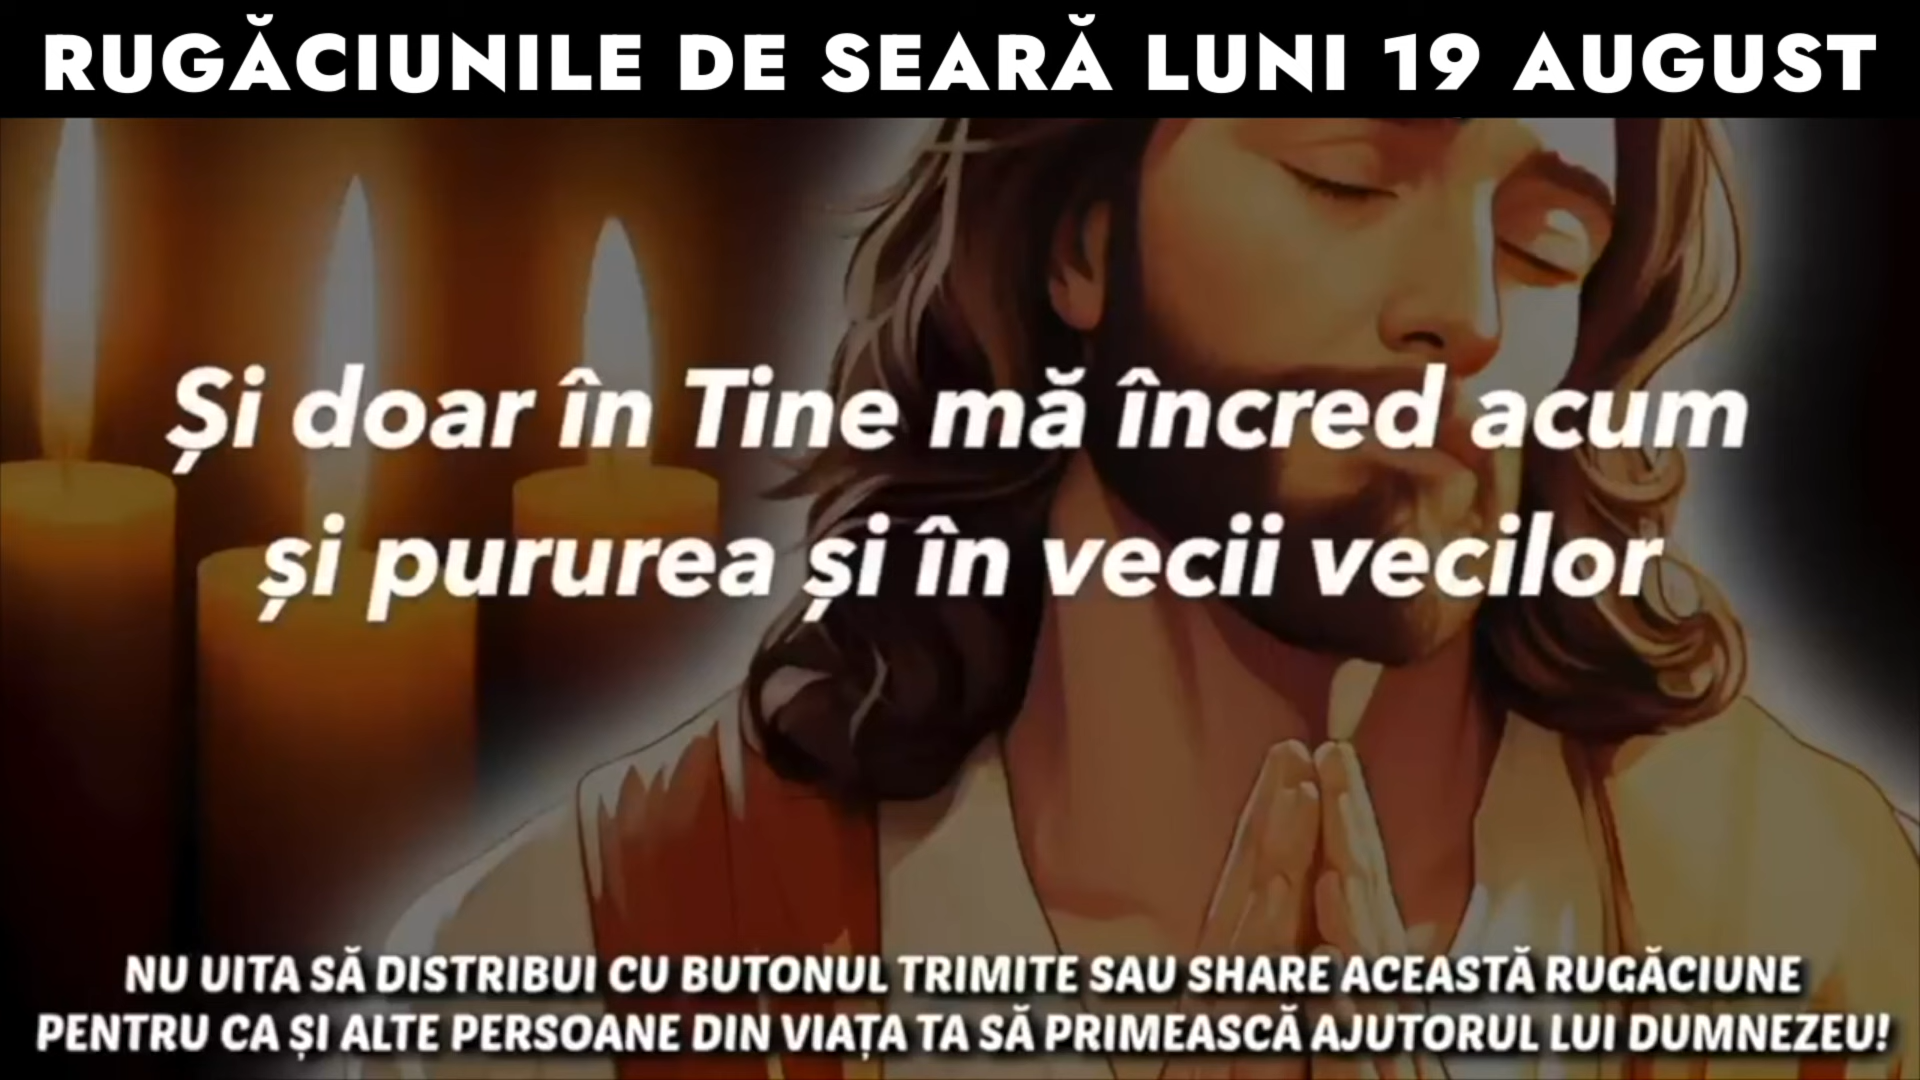 RUGĂCIUNILE DE SEARĂ LUNI 19 AUGUST
Și doar în Tine mă încred acum
și pururea și în vecii vecilor
NU UITA SĂ DISTRIBUI CU BUTONUL TRIMITE SAU SHARE ACEASTĂ RUGĂCIUNE
PENTRU CA ȘI ALTE PERSOANE DIN VIAȚA TA SĂ PRIMEASCĂ AJUTORUL LUI DUMNEZEU!